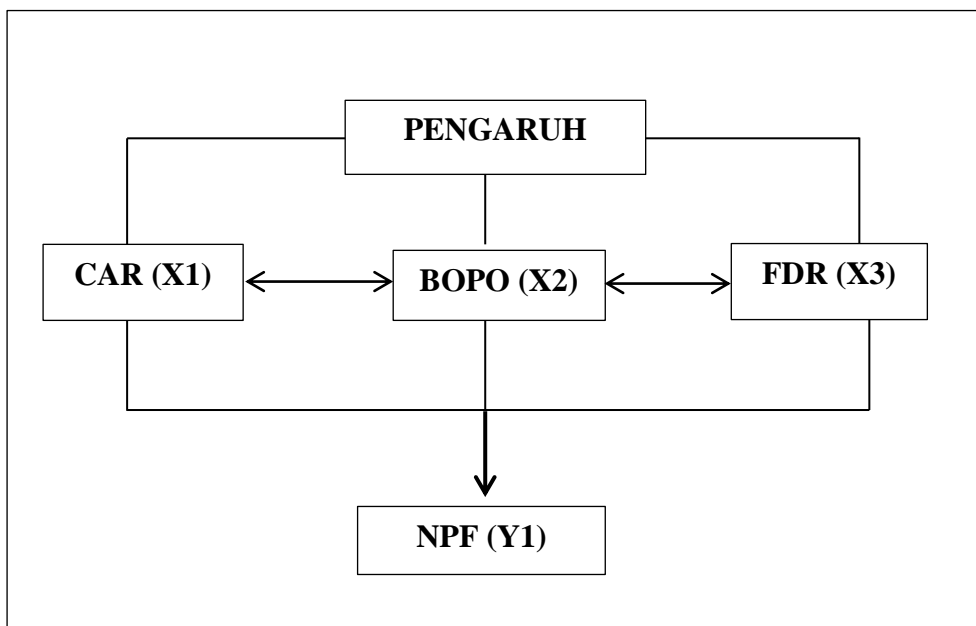 PENGARUH
CAR (X1)
BOPO (X2)
FDR (X3)
NPF (Y1)